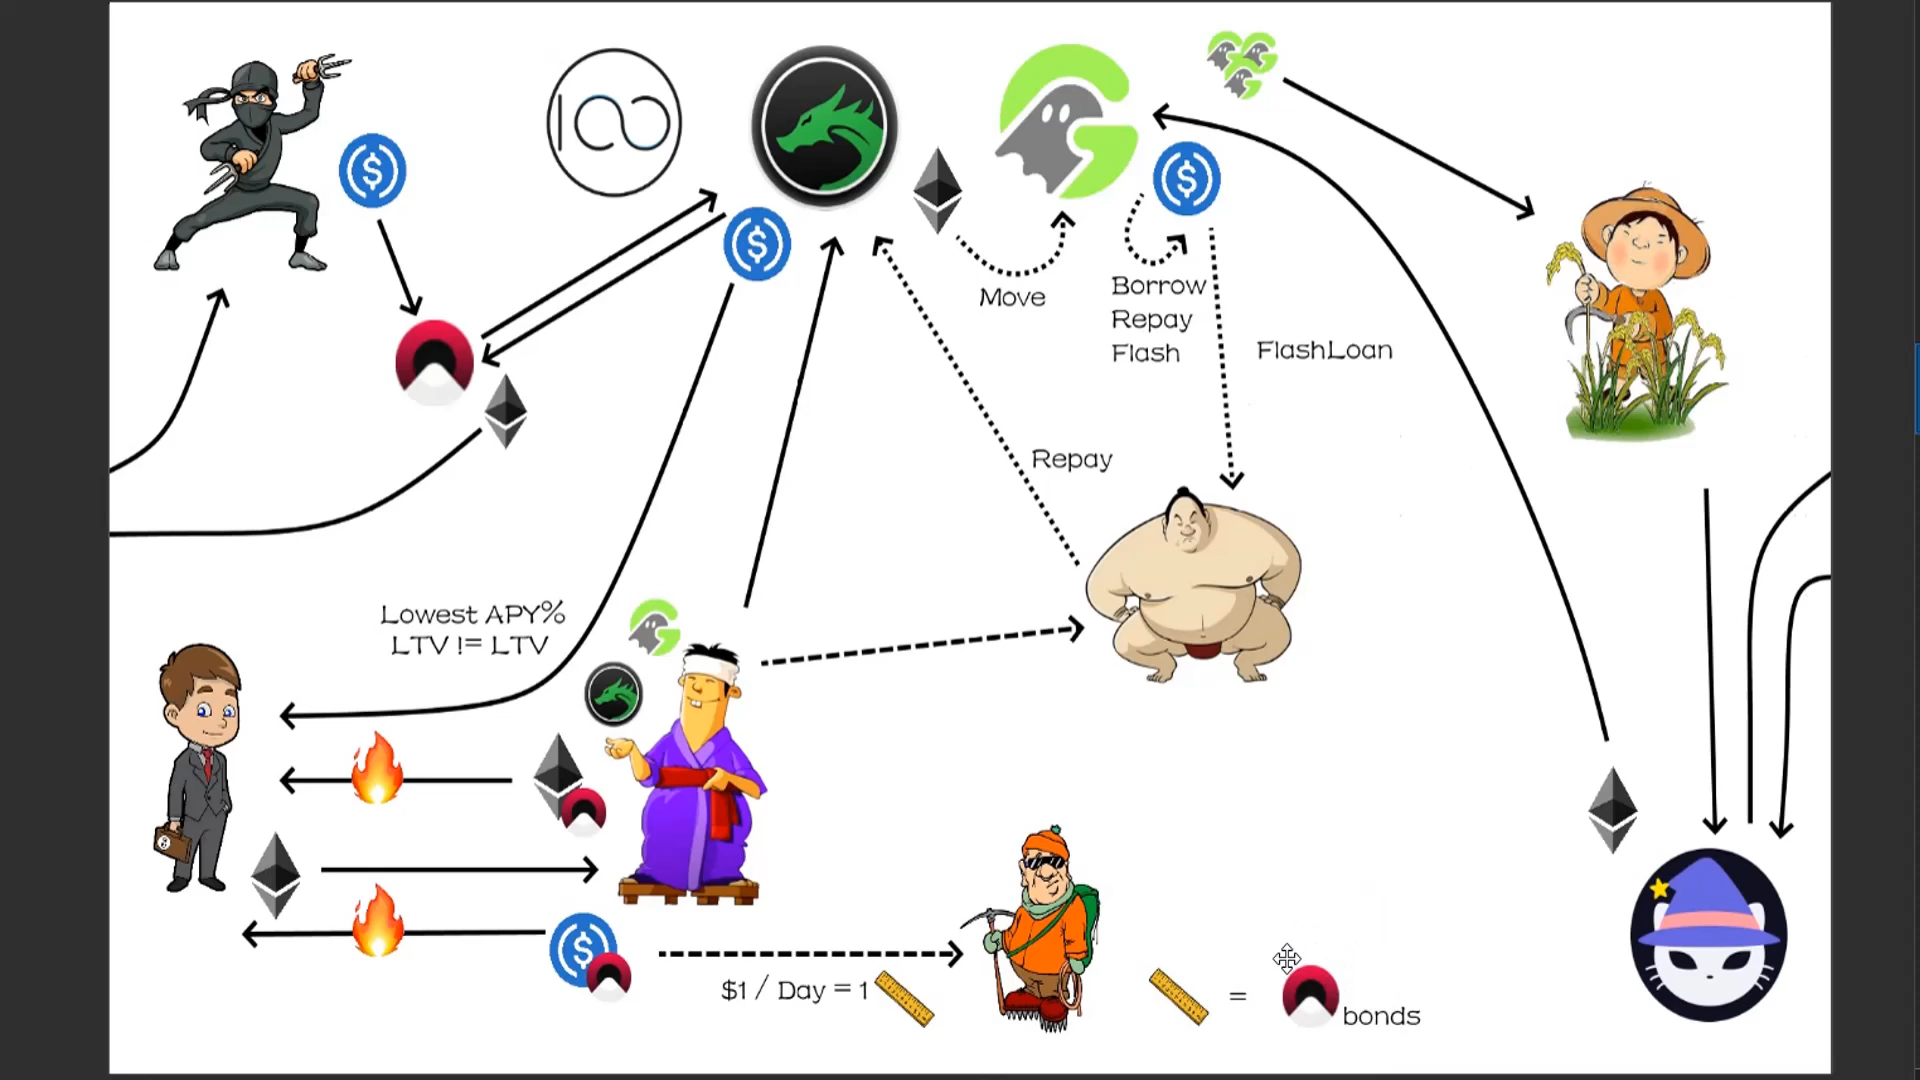 Move
Borrow
Repay
Flash
FlashLoan
Repay
Lowest APY%
LTV != LTV
$1 / Day = 1
=
bonds